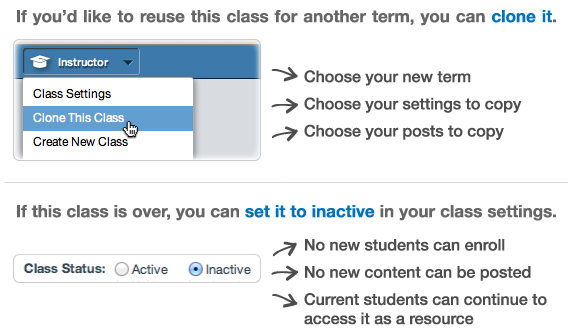 If you'd like to reuse this class for another term, you can clone it.
Instructor
Class Settings
Clone This Class
Create New Class
Choose your new term
Choose your settings to copy
Choose your posts to copy
If this class is over, you can set it to inactive in your class settings.
Class Status: Active Inactive
No new students can enroll
No new content can be posted
Current students can continue to
access it as a resource